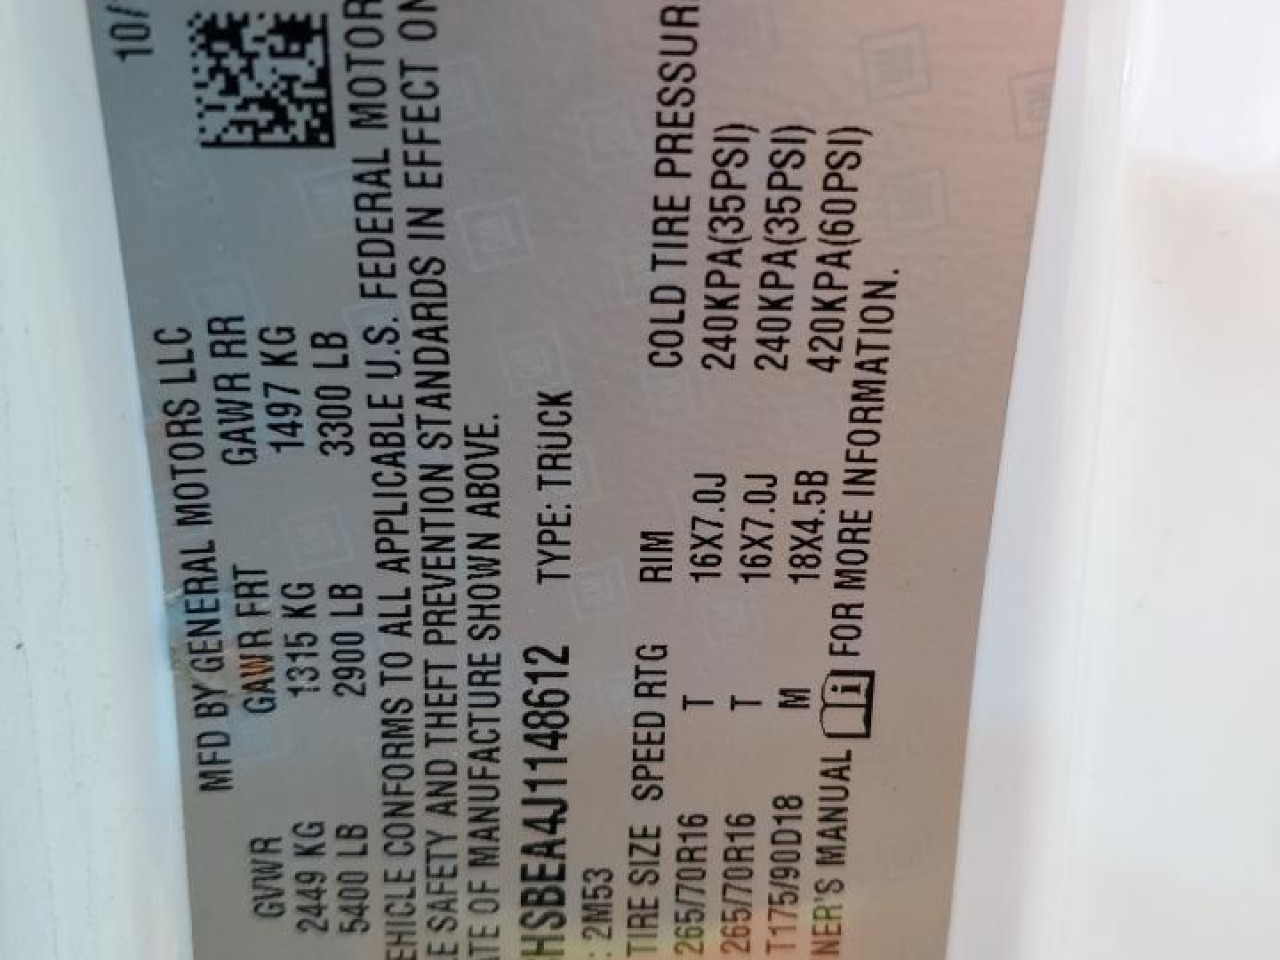 10/
MFD BY GENERAL MOTORS LLC
GVWR GAWR FRT GAWR RR
2449 KG 1315 KG 1497 KG
5400 LB 2900 LB 3300 LB
EHICLE CONFORMS TO ALL APPLICABLE U.S. FEDERAL MOTOR
E SAFETY AND THEFT PREVENTION STANDARDS IN EFFECT ON
ATE OF MANUFACTURE SHOWN ABOVE.
HSBEA4J1148612 TYPE: TRUCK
: 2M53
TIRE SIZE SPEED RTG RIM COLD TIRE PRESSUR
265/70R16 T 16X7.0J 240KPA(35PSI)
265/70R16 T 16X7.0J 240KPA(35PSI)
T175/90D18 M 18X4.5B 420KPA(60PSI)
NER'S MANUAL i FOR MORE INFORMATION.